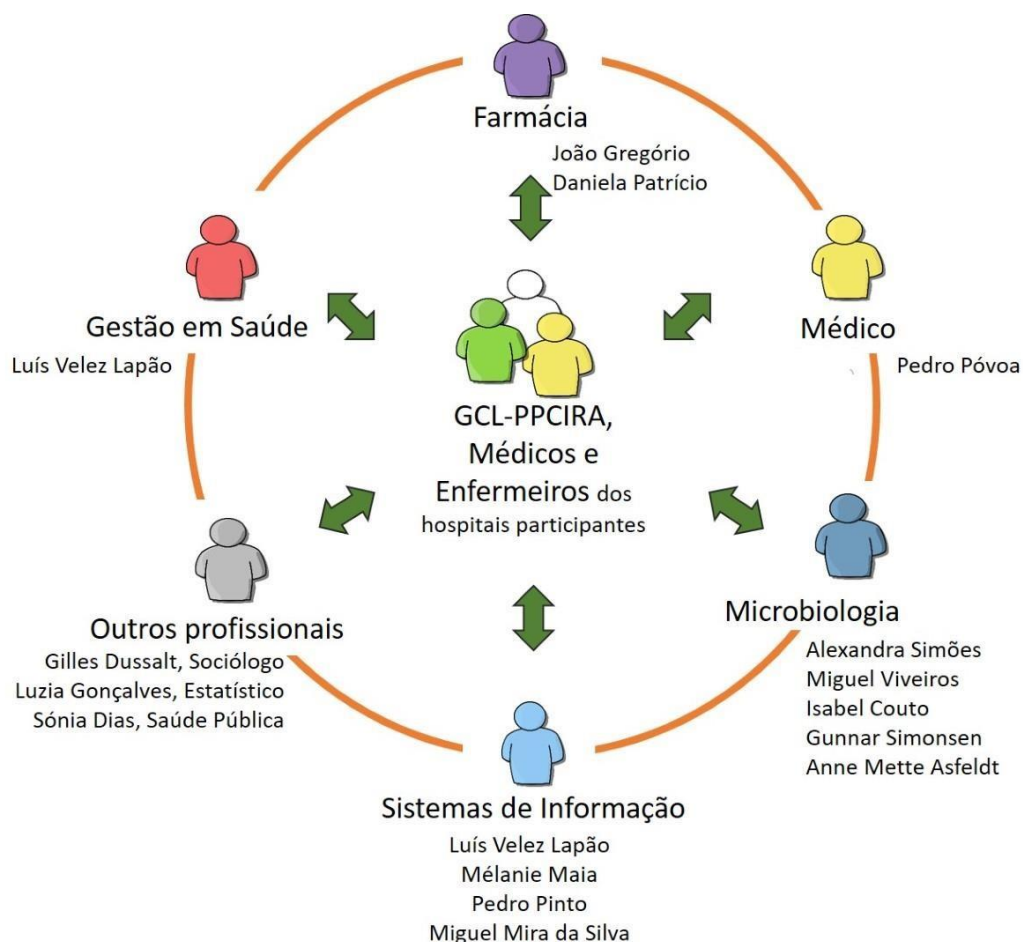 Farmácia
João Gregório
Daniela Patrício
Gestão em Saúde
Luís Velez Lapão
Médico
Pedro Póvoa
GCL-PPCIRA,
Médicos e
Enfermeiros dos
hospitais participantes
Outros profissionais
Gilles Dussalt, Sociólogo
Luzia Gonçalves, Estatístico
Sónia Dias, Saúde Pública
Microbiologia
Alexandra Simões
Miguel Viveiros
Isabel Couto
Gunnar Simonsen
Anne Mette Asfeldt
Sistemas de Informação
Luís Velez Lapão
Mélanie Maia
Pedro Pinto
Miguel Mira da Silva